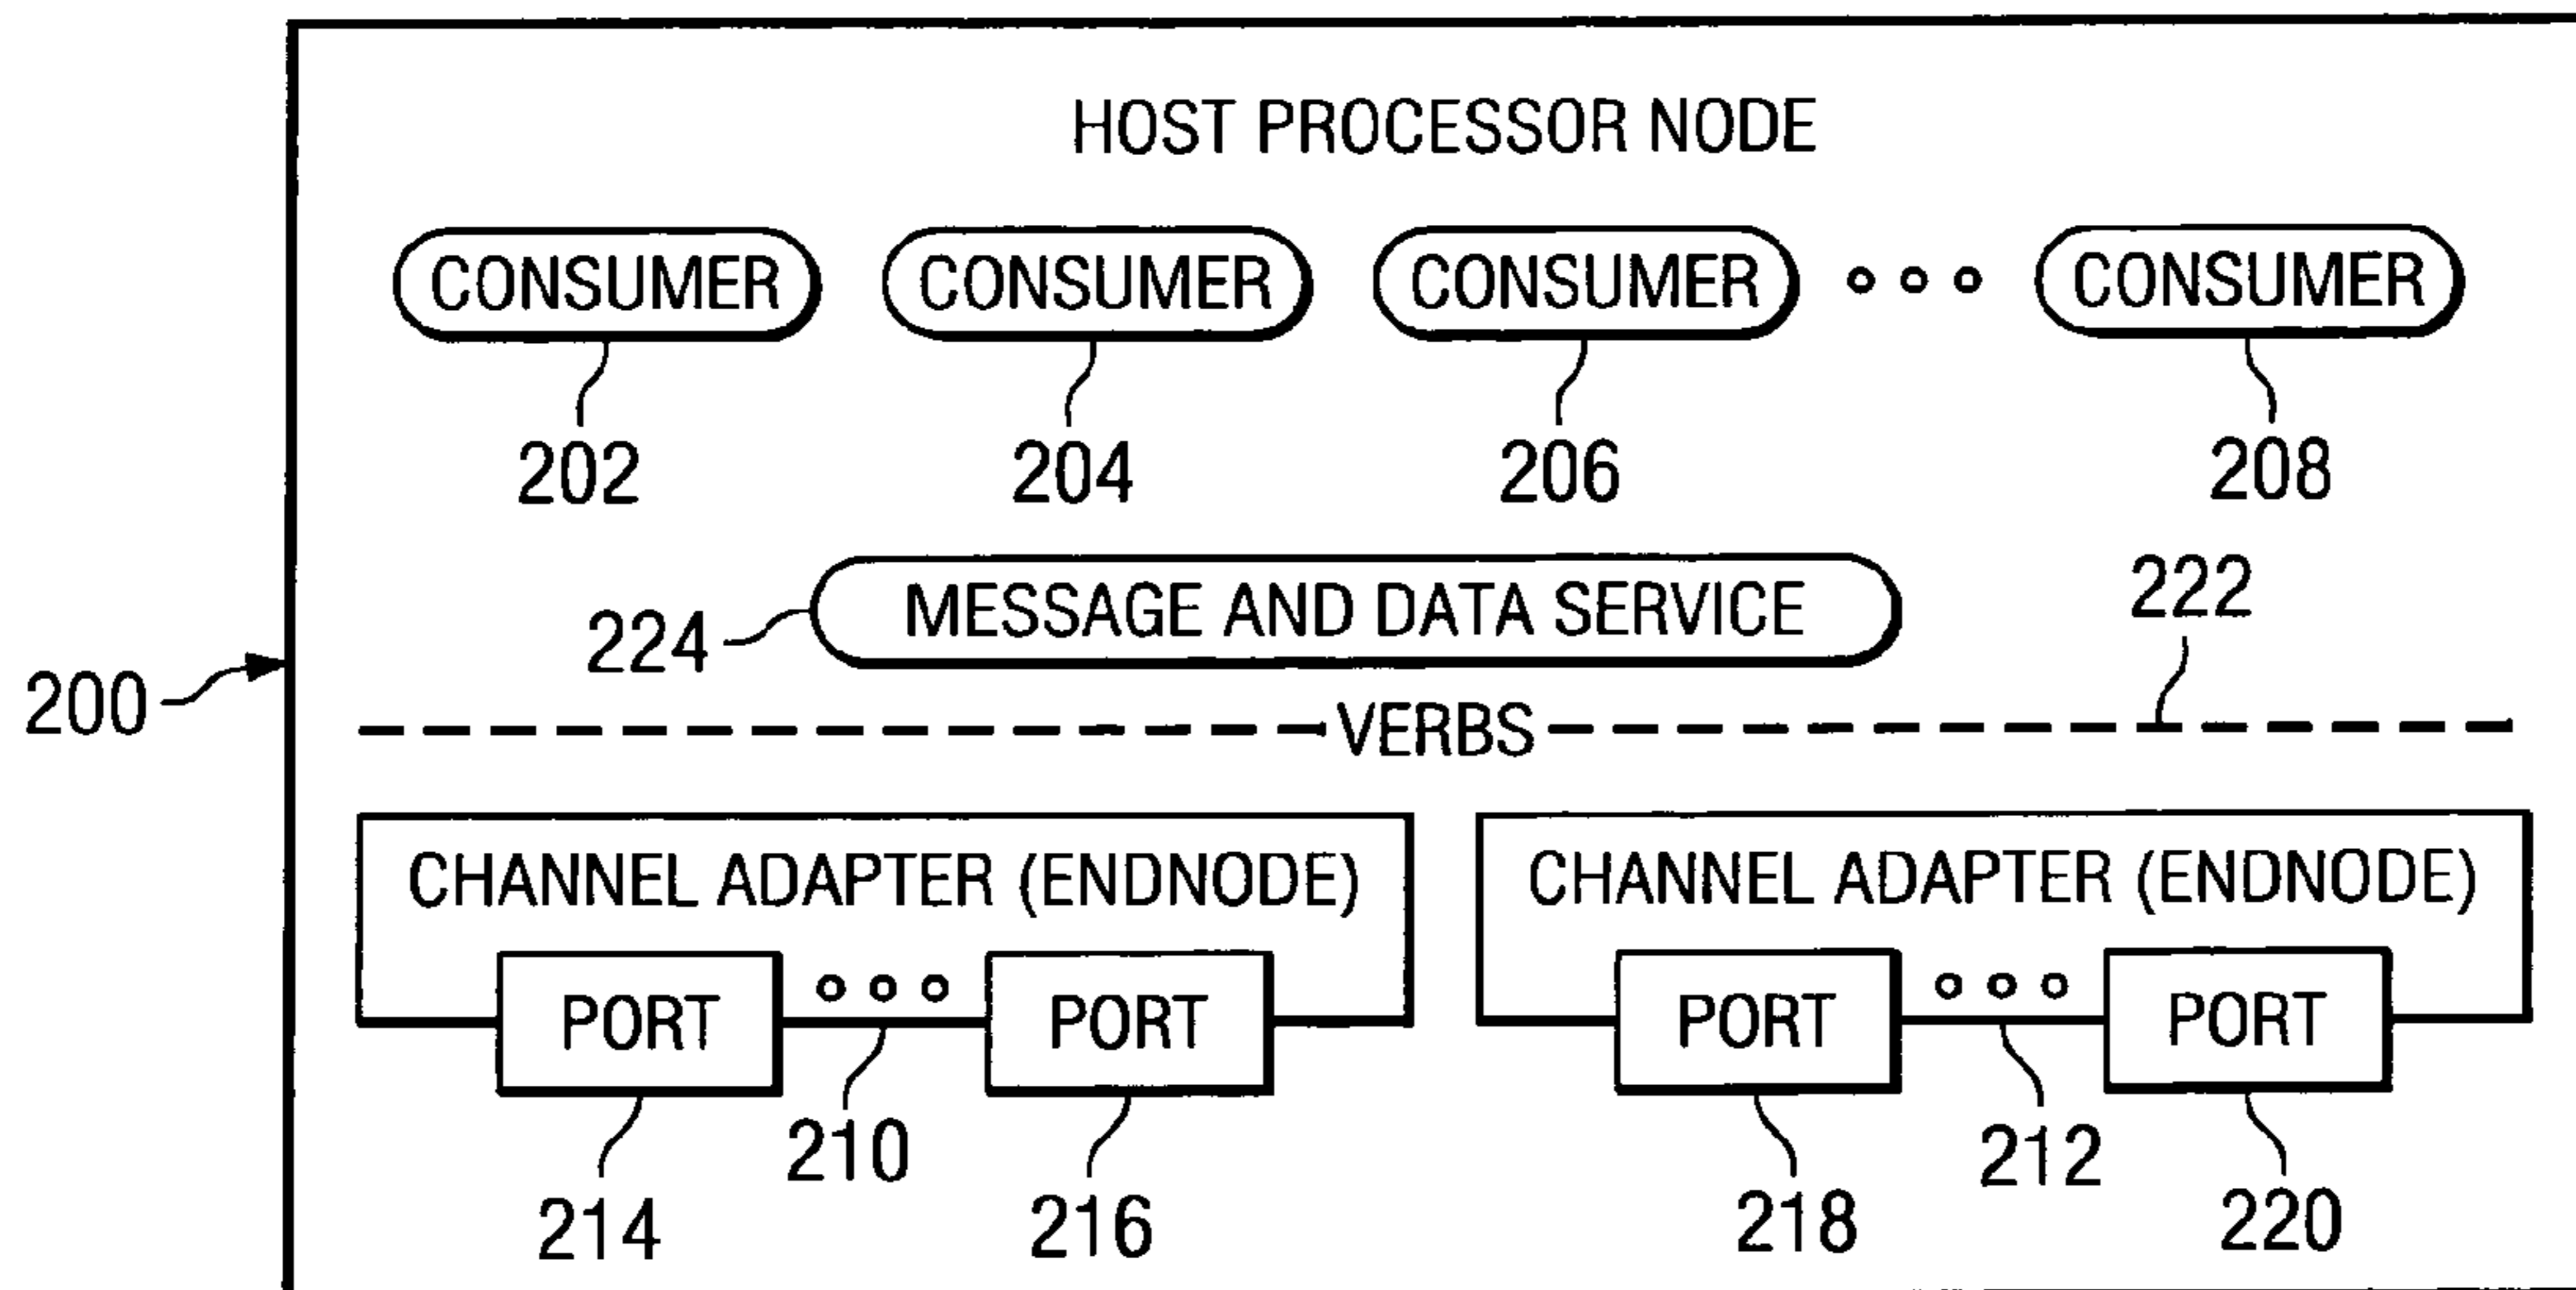 HOST PROCESSOR NODE
CONSUMER CONSUMER CONSUMER CONSUMER
202 204 206 208
MESSAGE AND DATA SERVICE
222
224
200
VERBS
CHANNEL ADAPTER (ENDNODE) CHANNEL ADAPTER (ENDNODE)
PORT PORT PORT PORT
210 212
214 216 218 220